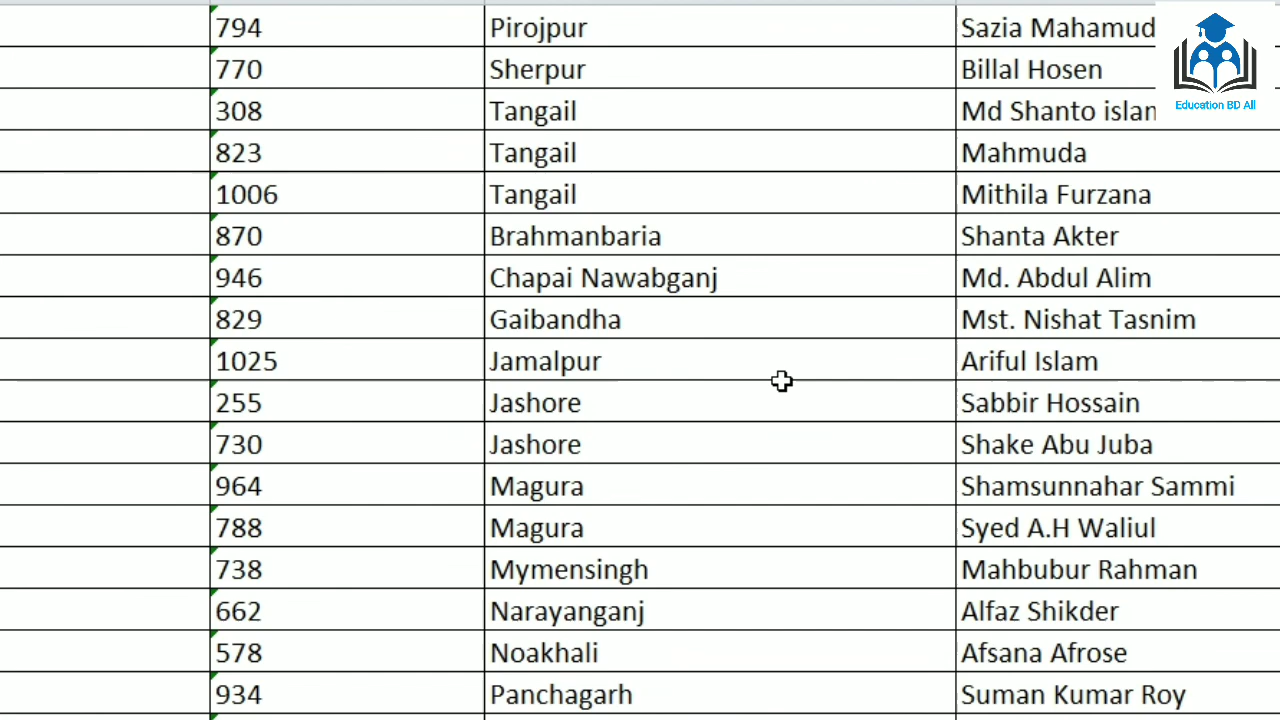 794 Pirojpur Sazia Mahamud
770 Sherpur Billal Hosen
308 Tangail Md Shanto islam
823 Tangail Mahmuda
1006 Tangail Mithila Furzana
870 Brahmanbaria Shanta Akter
946 Chapai Nawabganj Md. Abdul Alim
829 Gaibandha Mst. Nishat Tasnim
1025 Jamalpur Ariful Islam
255 Jashore Sabbir Hossain
730 Jashore Shake Abu Juba
964 Magura Shamsunnahar Sammi
788 Magura Syed A.H Waliul
738 Mymensingh Mahbubur Rahman
662 Narayanganj Alfaz Shikder
578 Noakhali Afsana Afrose
934 Panchagarh Suman Kumar Roy
Education BD All